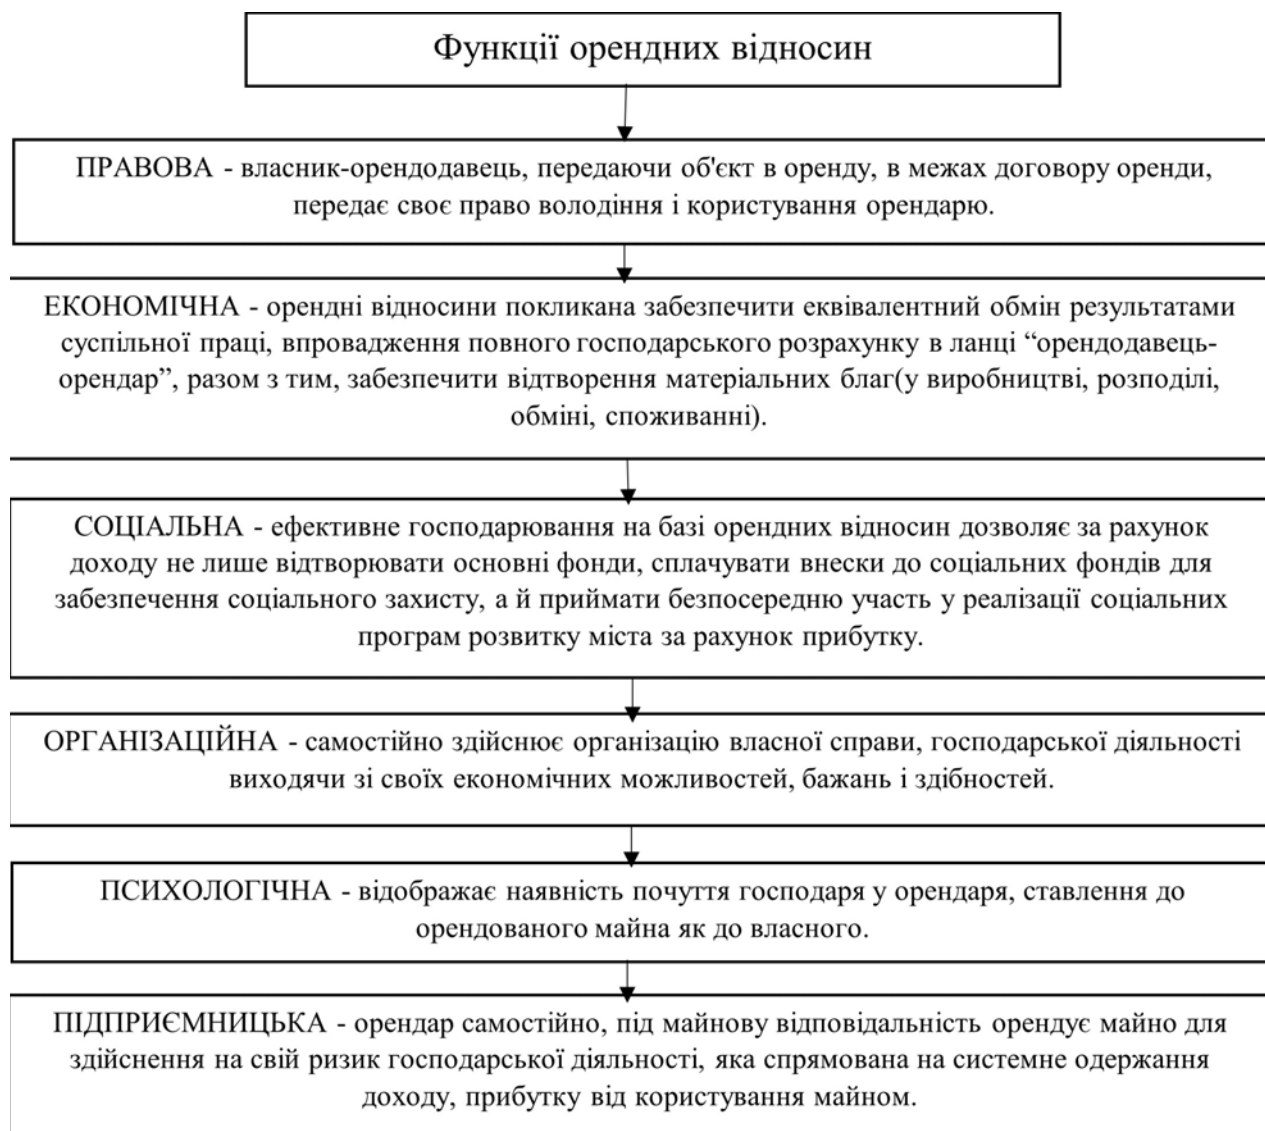 Функції орендних відносин
ПРАВОВА - власник-орендодавець, передаючи об'єкт в оренду, в межах договору оренди,
передає своє право володіння і користування орендарю.
ЕКОНОМІЧНА - орендні відносини покликана забезпечити еквівалентний обмін результатами
суспільної праці, впровадження повного господарського розрахунку в ланці “орендодавець-
орендар”, разом з тим, забезпечити відтворення матеріальних благ(у виробництві, розподілі,
обміні, споживанні).
СОЦІАЛЬНА - ефективне господарювання на базі орендних відносин дозволяє за рахунок
доходу не лише відтворювати основні фонди, сплачувати внески до соціальних фондів для
забезпечення соціального захисту, а й приймати безпосередню участь у реалізації соціальних
програм розвитку міста за рахунок прибутку.
ОРГАНІЗАЦІЙНА - самостійно здійснює організацію власної справи, господарської діяльності
виходячи зі своїх економічних можливостей, бажань і здібностей.
ПСИХОЛОГІЧНА - відображає наявність почуття господаря у орендаря, ставлення до
орендованого майна як до власного.
ПІДПРИЄМНИЦЬКА - орендар самостійно, під майнову відповідальність орендує майно для
здійснення на свій ризик господарської діяльності, яка спрямована на системне одержання
доходу, прибутку від користування майном.